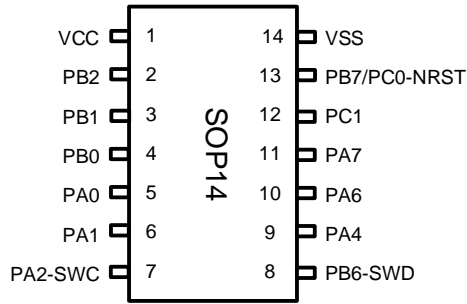 VCC 1 14 VSS
PB2 2 13 PB7/PC0-NRST
PB1 3 12 PC1
PB0 4 11 PA7
PA0 5 10 PA6
PA1 6 9 PA4
PA2-SWC 7 8 PB6-SWD
SOP14